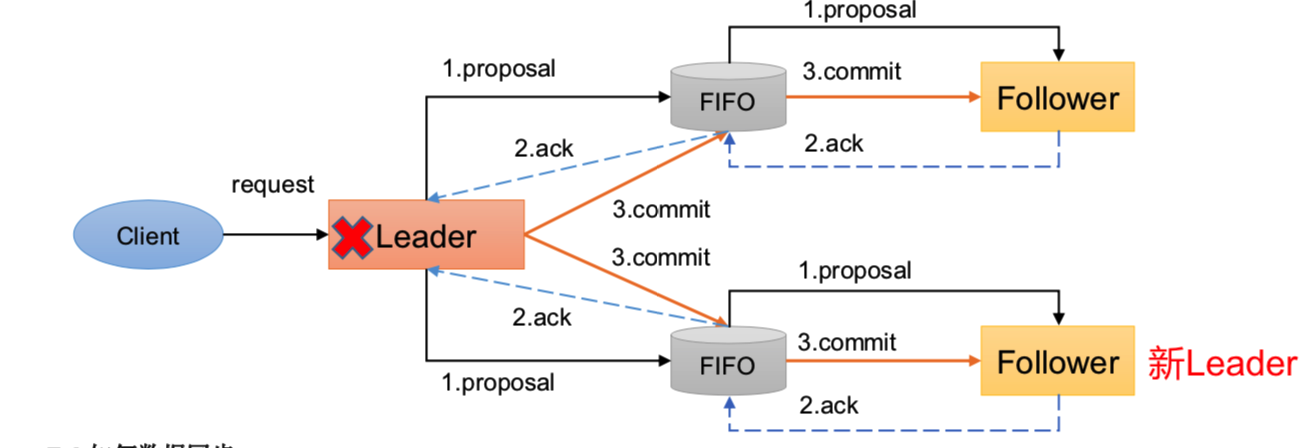 1.proposal
1.proposal
3.commit
FIFO
Follower
2.ack
2.ack
request
3.commit
Client
Leader
3.commit
1.proposal
2.ack
3.commit
FIFO
Follower
新Leader
1.proposal
2.ack